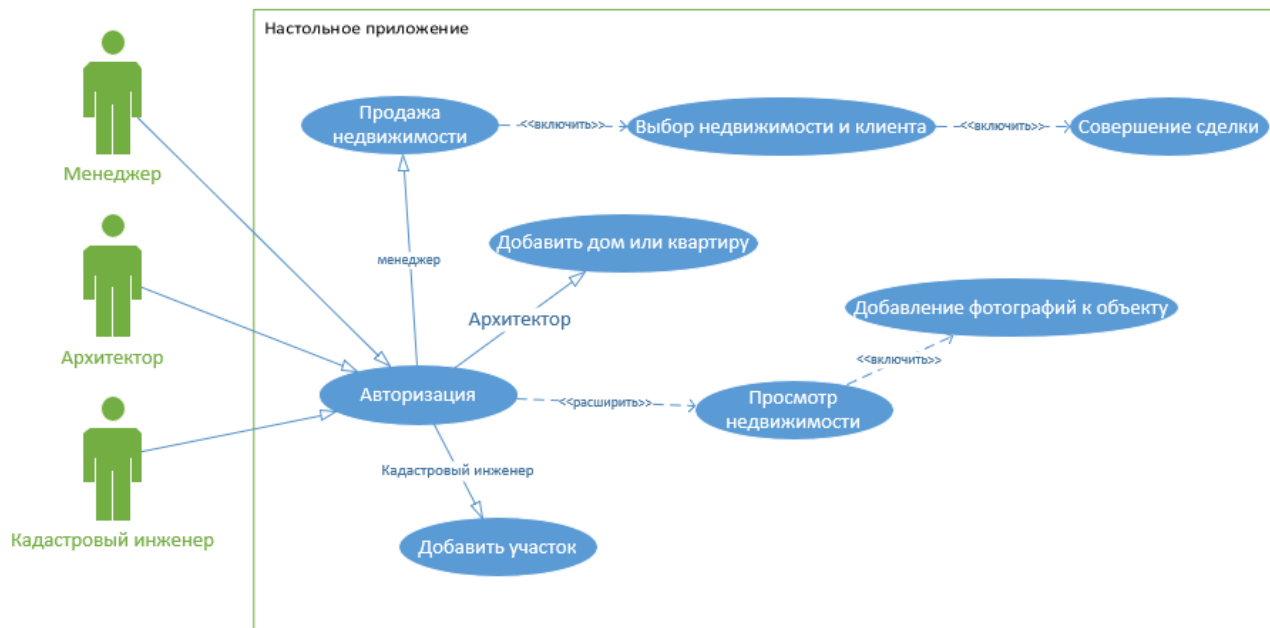 Настольное приложение
Менеджер
Продажа
недвижимости
<<включить>>
Выбор недвижимости и клиента
<<включить>>
Совершение сделки
Архитектор
менеджер
Добавить дом или квартиру
Архитектор
Кадастровый инженер
Авторизация
<<расширить>>
Просмотр
недвижимости
<<включить>>
Добавление фотографий к объекту
Кадастровый инженер
Добавить участок